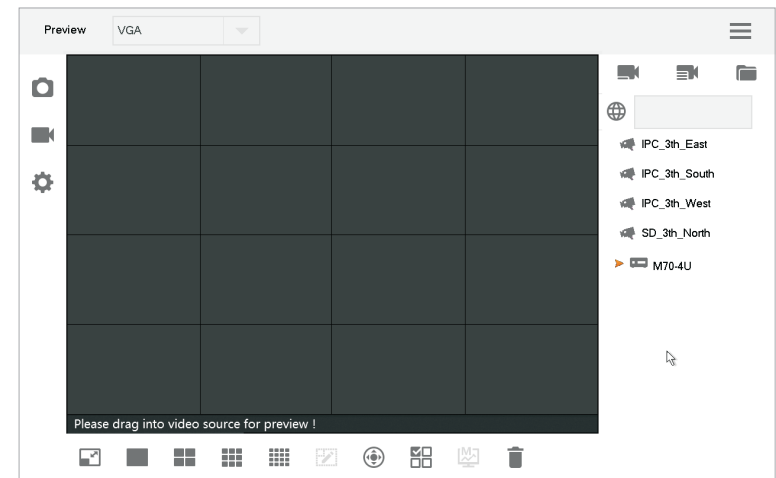 Preview
VGA
IPC_3th_East
IPC_3th_South
IPC_3th_West
SD_3th_North
M70-4U
Please drag into video source for preview !